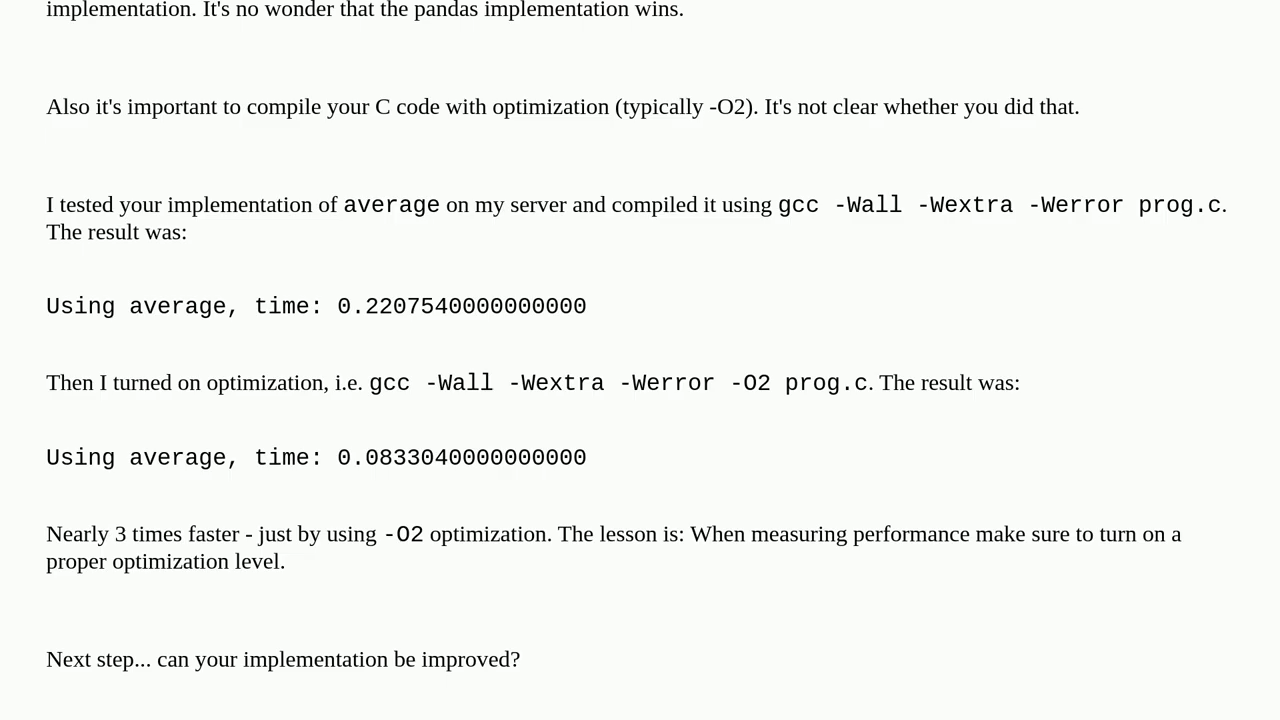 implementation. It's no wonder that the pandas implementation wins.
Also it's important to compile your C code with optimization (typically -O2). It's not clear whether you did that.
I tested your implementation of average on my server and compiled it using gcc -Wall -Wextra -Werror prog.c.
The result was:
Using average, time: 0.2207540000000000
Then I turned on optimization, i.e. gcc -Wall -Wextra -Werror -O2 prog.c. The result was:
Using average, time: 0.0833040000000000
Nearly 3 times faster - just by using -O2 optimization. The lesson is: When measuring performance make sure to turn on a
proper optimization level.
Next step... can your implementation be improved?